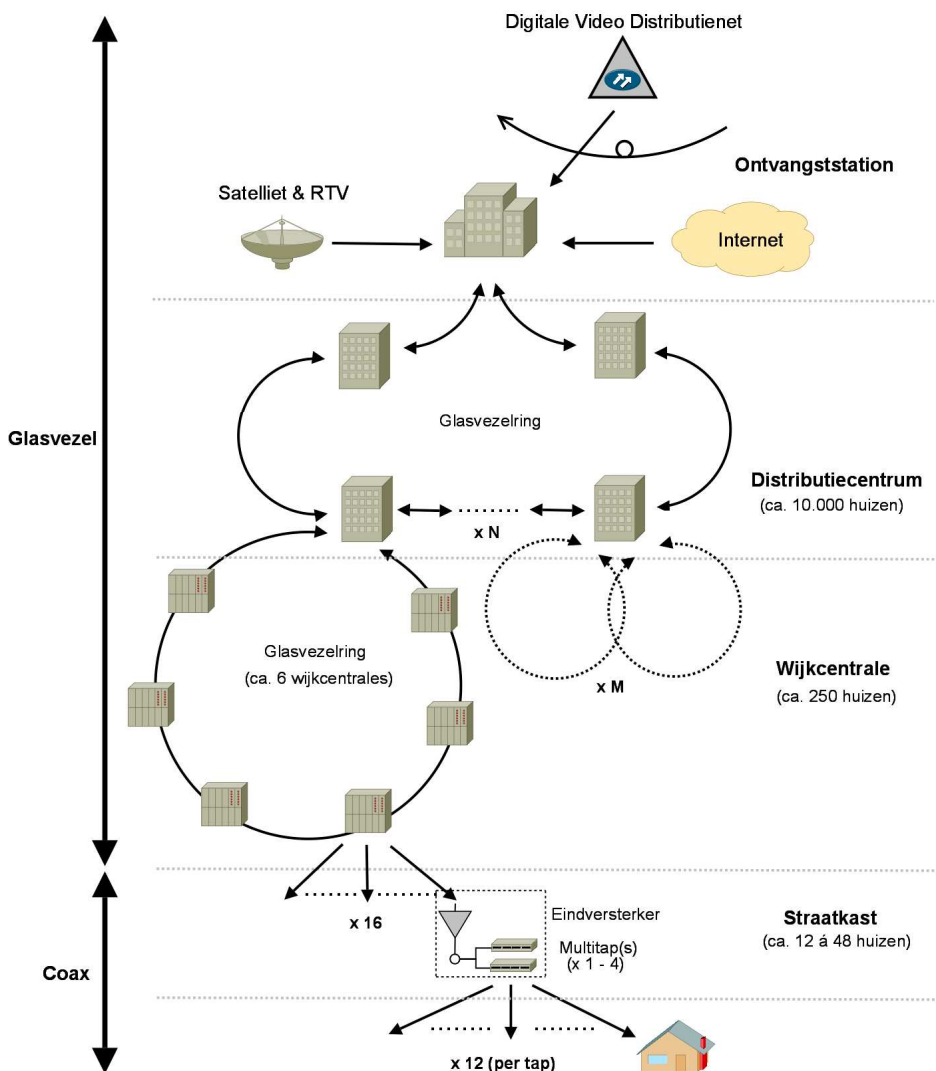 Digitale Video Distributienet
Ontvangststation
Satelliet & RTV
Internet
Glasvezelring
Glasvezel
Distributiecentrum
(ca. 10.000 huizen)
x N
Glasvezelring
(ca. 6 wijkcentrales)
Wijkcentrale
(ca. 250 huizen)
x M
x 16
Eindversterker
Straatkast
(ca. 12 á 48 huizen)
Multitap(s)
(x 1 - 4)
Coax
x 12 (per tap)